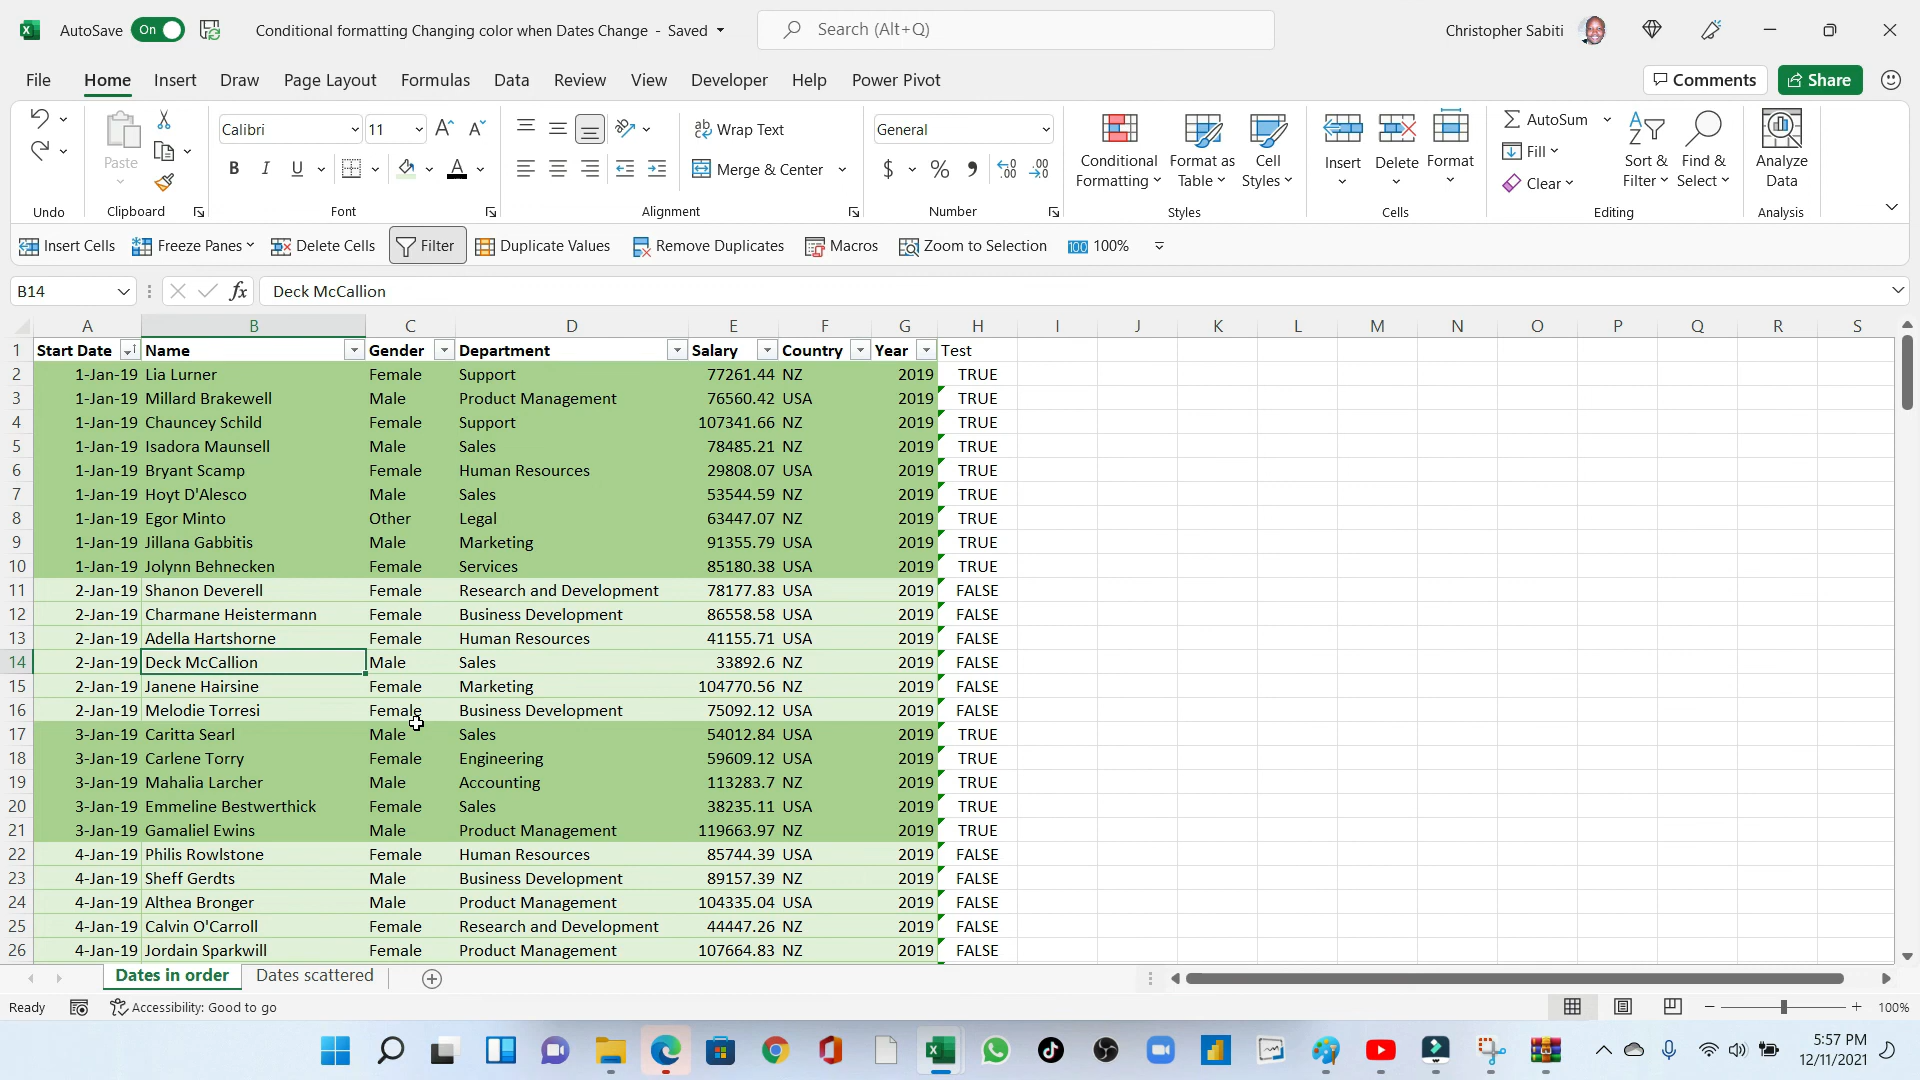 AutoSave On Conditional formatting Changing color when Dates Change - Saved Search (Alt+Q) Christopher Sabiti
File Home Insert Draw Page Layout Formulas Data Review View Developer Help Power Pivot Comments Share
Calibri 11 Wrap Text General AutoSum
Paste Conditional Format as Cell Insert Delete Format Fill Sort & Find & Analyze
B I U Merge & Center $ % Formatting Table Styles Clear Filter Select Data
Undo Clipboard Font Alignment Number Styles Cells Editing Analysis
Insert Cells Freeze Panes Delete Cells Filter Duplicate Values Remove Duplicates Macros Zoom to Selection 100 100%
B14 fx Deck McCallion
A B C D E F G H I J K L M N O P Q R S
1 Start Date Name Gender Department Salary Country Year Test
2 1-Jan-19 Lia Lurner Female Support 77261.44 NZ 2019 TRUE
3 1-Jan-19 Millard Brakewell Male Product Management 76560.42 USA 2019 TRUE
4 1-Jan-19 Chauncey Schild Female Support 107341.66 NZ 2019 TRUE
5 1-Jan-19 Isadora Maunsell Male Sales 78485.21 NZ 2019 TRUE
6 1-Jan-19 Bryant Scamp Female Human Resources 29808.07 USA 2019 TRUE
7 1-Jan-19 Hoyt D'Alesco Male Sales 53544.59 NZ 2019 TRUE
8 1-Jan-19 Egor Minto Other Legal 63447.07 NZ 2019 TRUE
9 1-Jan-19 Jillana Gabbitis Male Marketing 91355.79 USA 2019 TRUE
10 1-Jan-19 Jolynn Behnecken Female Services 85180.38 USA 2019 TRUE
11 2-Jan-19 Shanon Deverell Female Research and Development 78177.83 USA 2019 FALSE
12 2-Jan-19 Charmane Heistermann Female Business Development 86558.58 USA 2019 FALSE
13 2-Jan-19 Adella Hartshorne Female Human Resources 41155.71 USA 2019 FALSE
14 2-Jan-19 Deck McCallion Male Sales 33892.6 NZ 2019 FALSE
15 2-Jan-19 Janene Hairsine Female Marketing 104770.56 NZ 2019 FALSE
16 2-Jan-19 Melodie Torresi Female Business Development 75092.12 USA 2019 FALSE
17 3-Jan-19 Caritta Searl Male Sales 54012.84 USA 2019 TRUE
18 3-Jan-19 Carlene Torry Female Engineering 59609.12 USA 2019 TRUE
19 3-Jan-19 Mahalia Larcher Male Accounting 113283.7 NZ 2019 TRUE
20 3-Jan-19 Emmeline Bestwerthick Female Sales 38235.11 USA 2019 TRUE
21 3-Jan-19 Gamaliel Ewins Male Product Management 119663.97 NZ 2019 TRUE
22 4-Jan-19 Philis Rowlstone Female Human Resources 85744.39 USA 2019 FALSE
23 4-Jan-19 Sheff Gerdts Male Business Development 89157.39 NZ 2019 FALSE
24 4-Jan-19 Althea Bronger Male Product Management 104335.04 USA 2019 FALSE
25 4-Jan-19 Calvin O'Carroll Female Research and Development 44447.26 NZ 2019 FALSE
26 4-Jan-19 Jordain Sparkwill Female Product Management 107664.83 NZ 2019 FALSE
Dates in order Dates scattered
Ready Accessibility: Good to go 100%
5:57 PM
12/11/2021